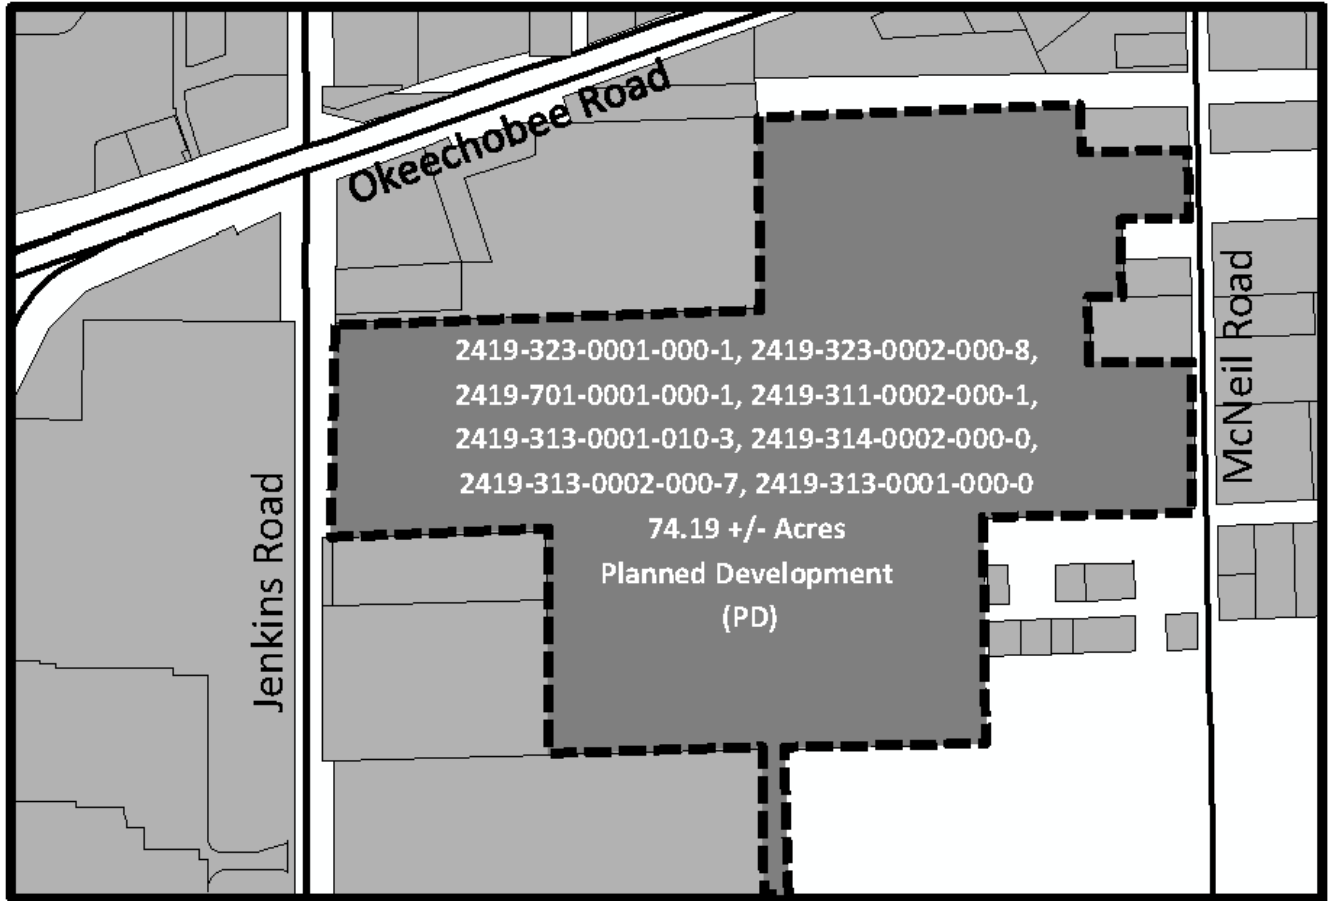 Okeechobee Road
2419-323-0001-000-1, 2419-323-0002-000-8,
2419-701-0001-000-1, 2419-311-0002-000-1,
2419-313-0001-010-3, 2419-314-0002-000-0,
2419-313-0002-000-7, 2419-313-0001-000-0
74.19 +/- Acres
Planned Development
(PD)
McNeil Road
Jenkins Road